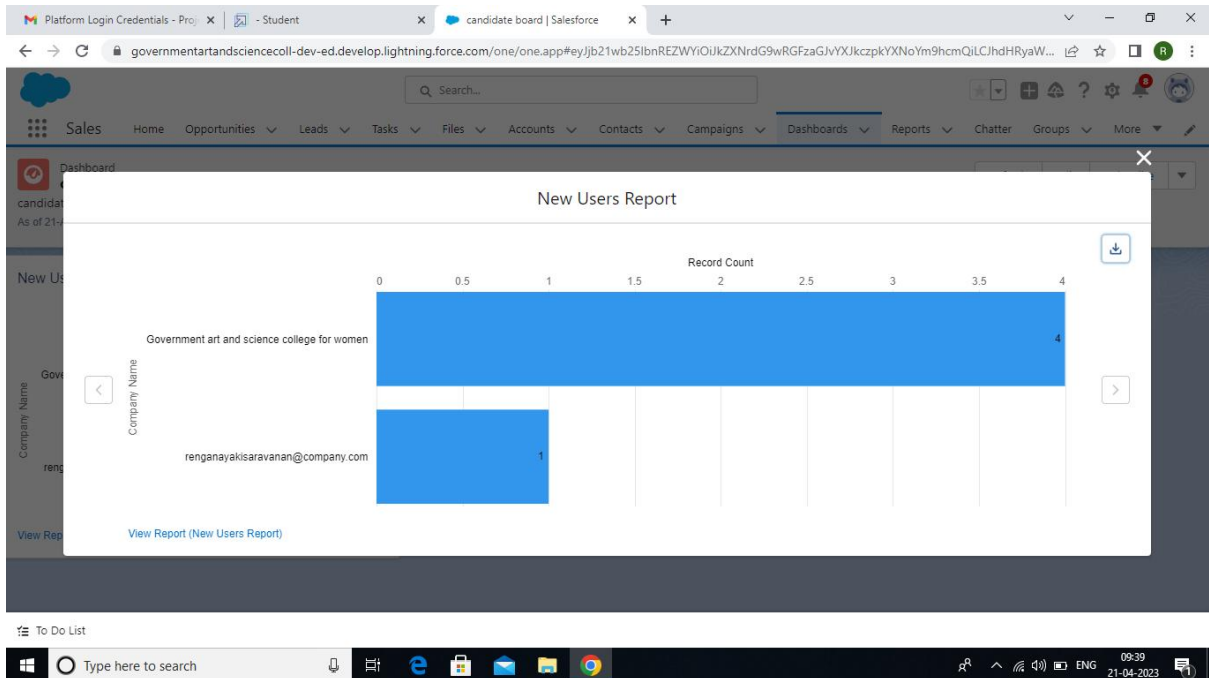 Platform Login Credentials - Proj
- Student
candidate board | Salesforce
governmentartandsciencecoll-dev-ed.develop.lightning.force.com/one/one.app#eyJjb21wb25lbnREZWYiOiJkZXNrdG9wRGFzaGJvYXJkczpkYXNoYm9hcmQiLCJhdHRyaW...
R
Search...
8
Sales Home Opportunities Leads Tasks Files Accounts Contacts Campaigns Dashboards Reports Chatter Groups More
Dashboard
candidat
As of 21-A
New Us
Gove
Company Name
reng
View Rep
New Users Report
Record Count
0 0.5 1 1.5 2 2.5 3 3.5 4
Company Name
Government art and science college for women
4
renganayakisaravanan@company.com
1
View Report (New Users Report)
To Do List
Type here to search
ENG
09:39
21-04-2023
1